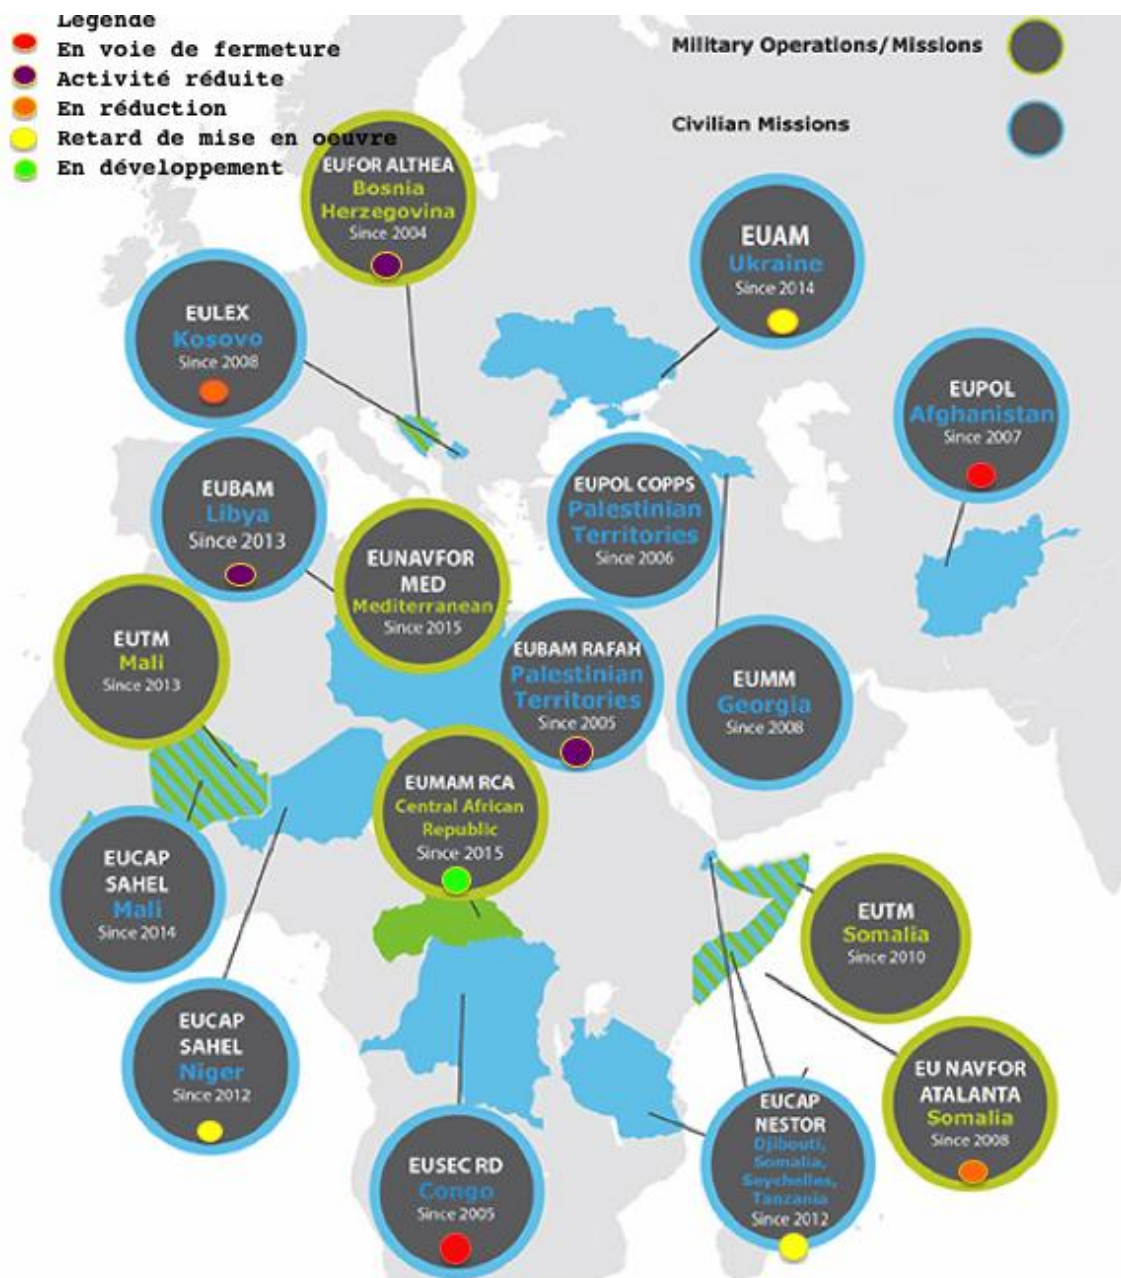 Légende
En voie de fermeture
Activité réduite
En réduction
Retard de mise en oeuvre
En développement
Military Operations/Missions
Civilian Missions
EUFOR ALTHEA
Bosnia
Herzegovina
Since 2004
EUAM
Ukraine
Since 2014
EULEX
Kosovo
Since 2008
EUPOL
Afghanistan
Since 2007
EUBAM
Libya
Since 2013
EUPOL COPPS
Palestinian
Territories
Since 2006
EUNAVFOR
MED
Mediterranean
Since 2015
EUTM
Mali
Since 2013
EUBAM RAFAH
Palestinian
Territories
Since 2005
EUMM
Georgia
Since 2008
EUMAM RCA
Central African
Republic
Since 2015
EUCAP
SAHEL
Mali
Since 2014
EUTM
Somalia
Since 2010
EUCAP
SAHEL
Niger
Since 2012
EU NAVFOR
ATALANTA
Somalia
Since 2008
EUSEC RD
Congo
Since 2005
EUCAP
NESTOR
Djibouti,
Somalia,
Seychelles,
Tanzania
Since 2012